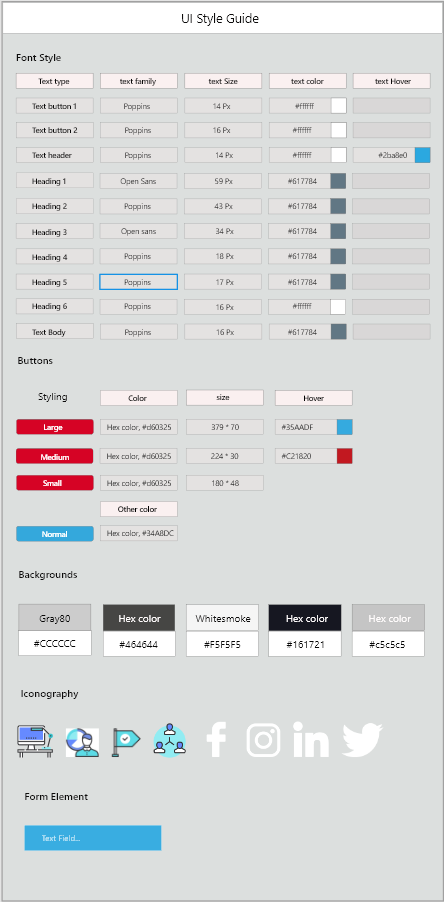 UI Style Guide
Font Style
Text type text family text Size text color text Hover
Text button 1 Poppins 14 Px #ffffff
Text button 2 Poppins 16 Px #ffffff
Text header Poppins 14 Px #ffffff #2ba8e0
Heading 1 Open Sans 59 Px #617784
Heading 2 Poppins 43 Px #617784
Heading 3 Open sans 34 Px #617784
Heading 4 Poppins 18 Px #617784
Heading 5 Poppins 17 Px #617784
Heading 6 Poppins 16 Px #ffffff
Text Body Poppins 16 Px #617784
Buttons
Styling Color size Hover
Large Hex color, #d60325 379 * 70 #35AADF
Medium Hex color, #d60325 224 * 30 #C21820
Small Hex color, #d60325 180 * 48
Other color
Normal Hex color, #34A8DC
Backgrounds
Gray80 Hex color Whitesmoke Hex color Hex color
#CCCCCC #464644 #F5F5F5 #161721 #c5c5c5
Iconography
Form Element
Text Field...